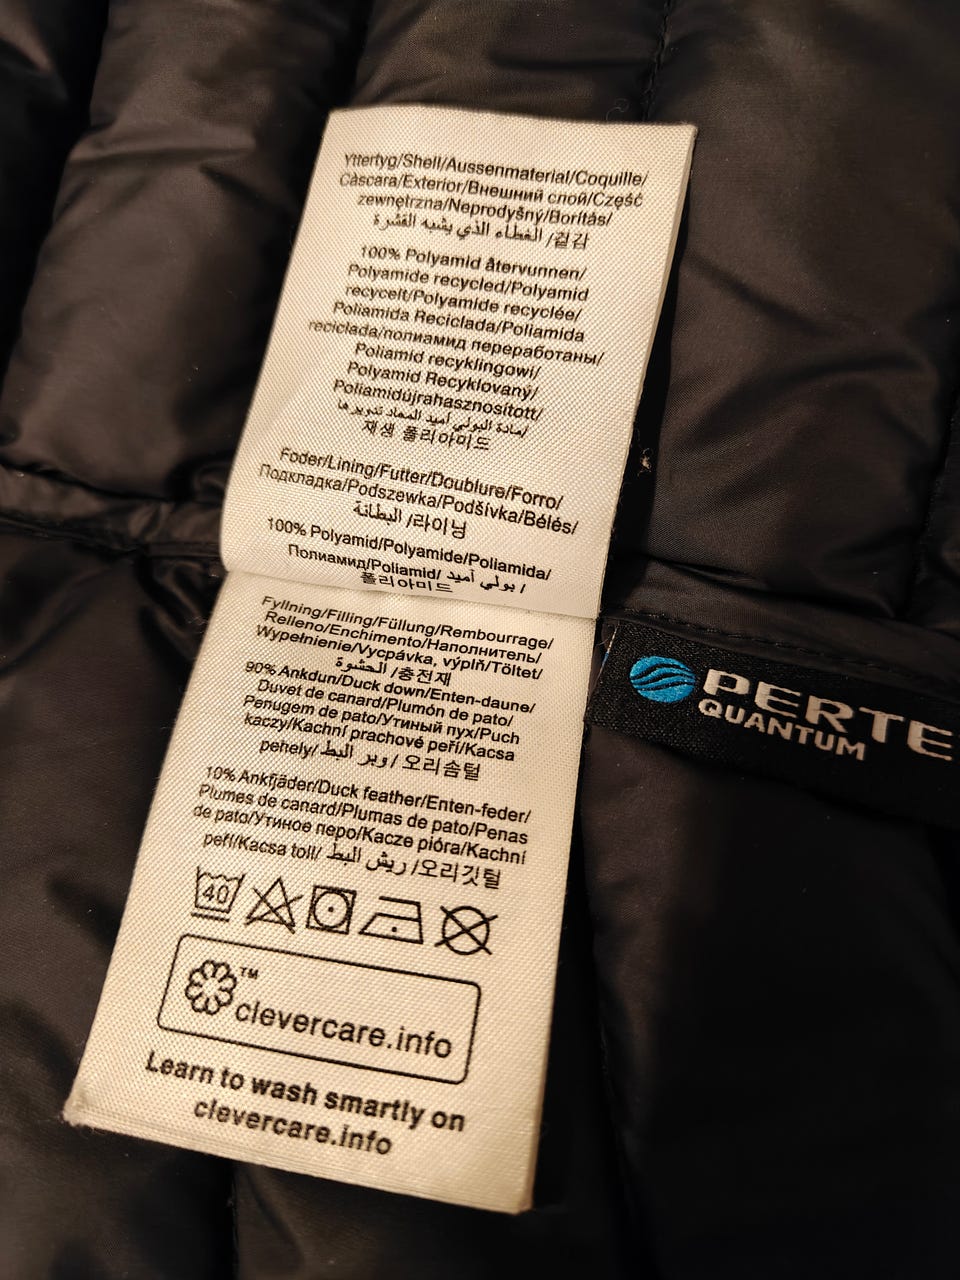 Yttertyg/Shell/Aussenmaterial/Coquille/
Càscara/Exterior/Внешний слой/Część
zewnętrzna/Neprodyšný/Borítás/
الغطاء الذي يشبه القشرة /겉감
100% Polyamid återvunnen/
Polyamide recycled/Polyamid
recycelt/Polyamide recyclée/
Poliamida Reciclada/Poliamida
reciclada/полиамид переработаны/
Poliamid recyklingowi/
Polyamid Recyklovaný/
Poliamidújrahasznosított/
مادة البولي أميد المعاد تدويرها/
재생 폴리아미드
Foder/Lining/Futter/Doublure/Forro/
Подкладка/Podszewka/Podšívka/Bélés/
البطانة /라이닝
100% Polyamid/Polyamide/Poliamida/
Полиамид/Poliamid/ بولي أميد /
폴리아미드
Fyllning/Filling/Füllung/Rembourrage/
Relleno/Enchimento/Наполнитель/
Wypełnienie/Vycpávka, výplň/Töltet/
الحشوة /충전재
90% Ankdun/Duck down/Enten-daune/
Duvet de canard/Plumón de pato/
Penugem de pato/Утиный пух/Puch
kaczy/Kachní prachové peří/Kacsa
pehely/ وبر البط / 오리솜털
10% Ankfjäder/Duck feather/Enten-feder/
Plumes de canard/Plumas de pato/Penas
de pato/Утиное перо/Kacze pióra/Kachní
peří/Kacsa toll/ ريش البط /오리깃털
40
™
clevercare.info
Learn to wash smartly on
clevercare.info
PERTE
QUANTUM